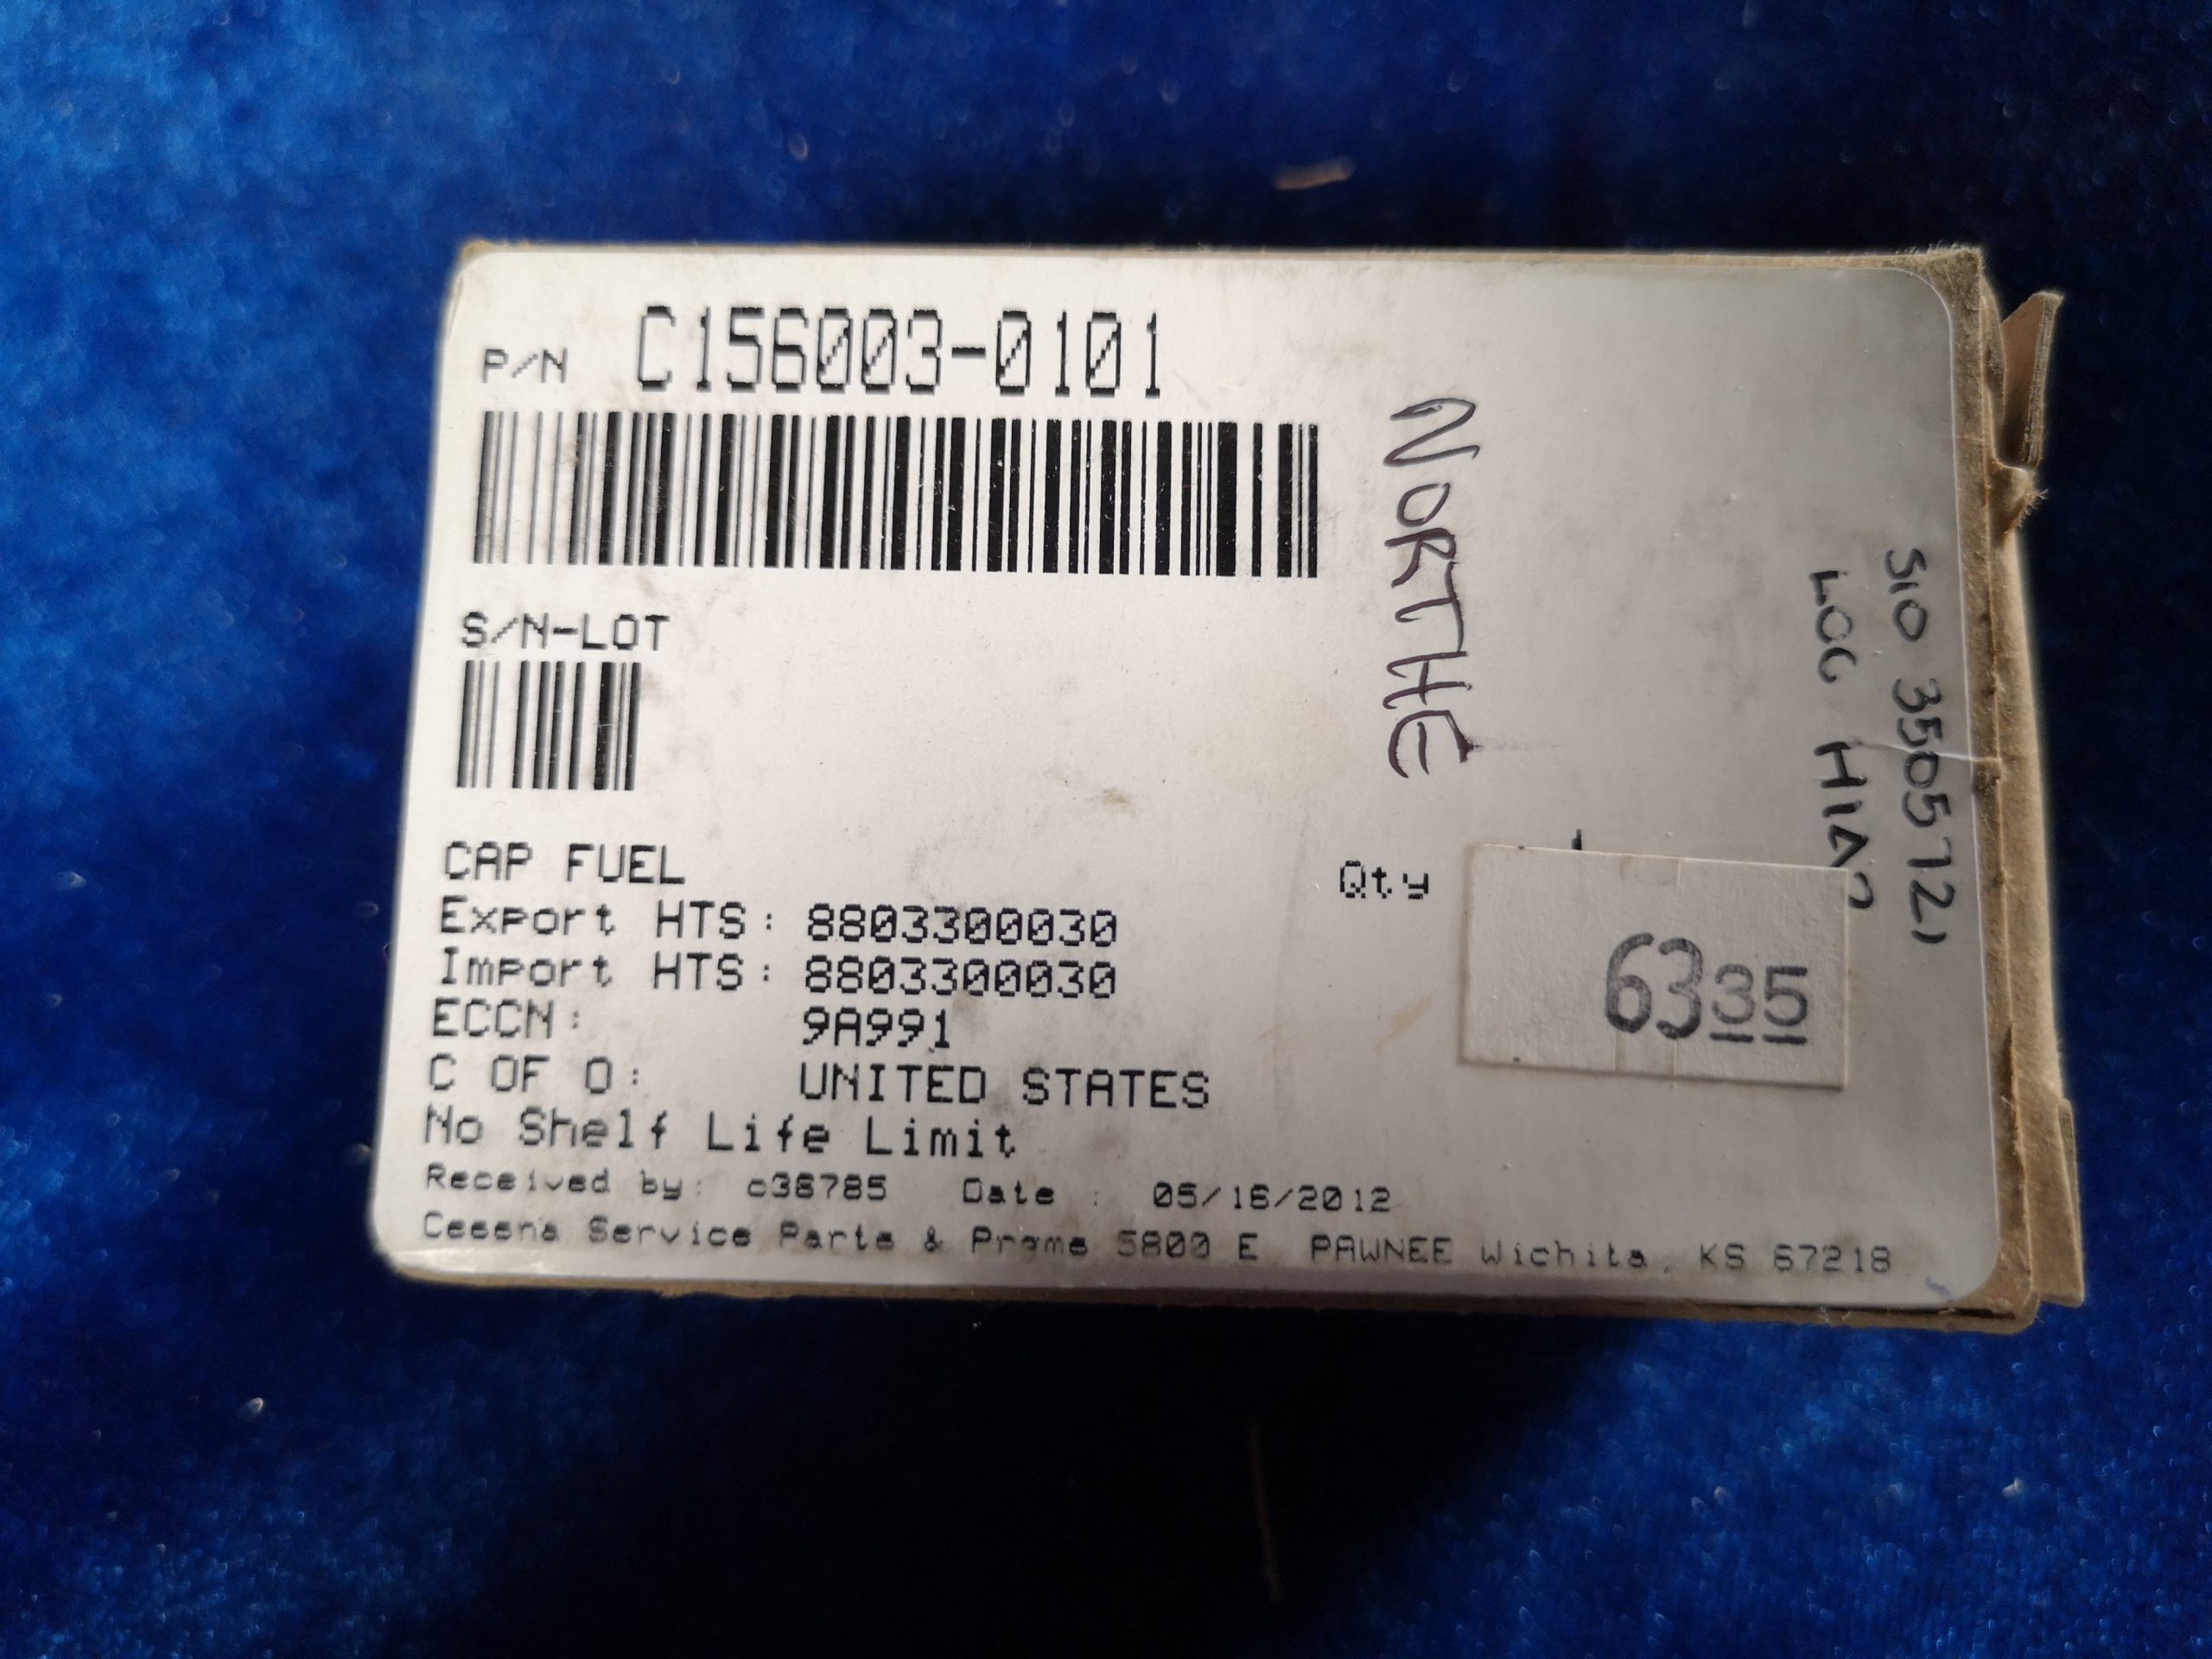 P/N C156003-0101
S/N-LOT
CAP FUEL
Qty
Export HTS: 8803300030
Import HTS: 8803300030
ECCN: 9A991
C OF O: UNITED STATES
No Shelf Life Limit
Received by: c36785 Date : 05/16/2012
Cessna Service Parts & Prgms 5800 E PAWNEE Wichita, KS 67218
NORTHE
6335
SIO 3505721
LOC